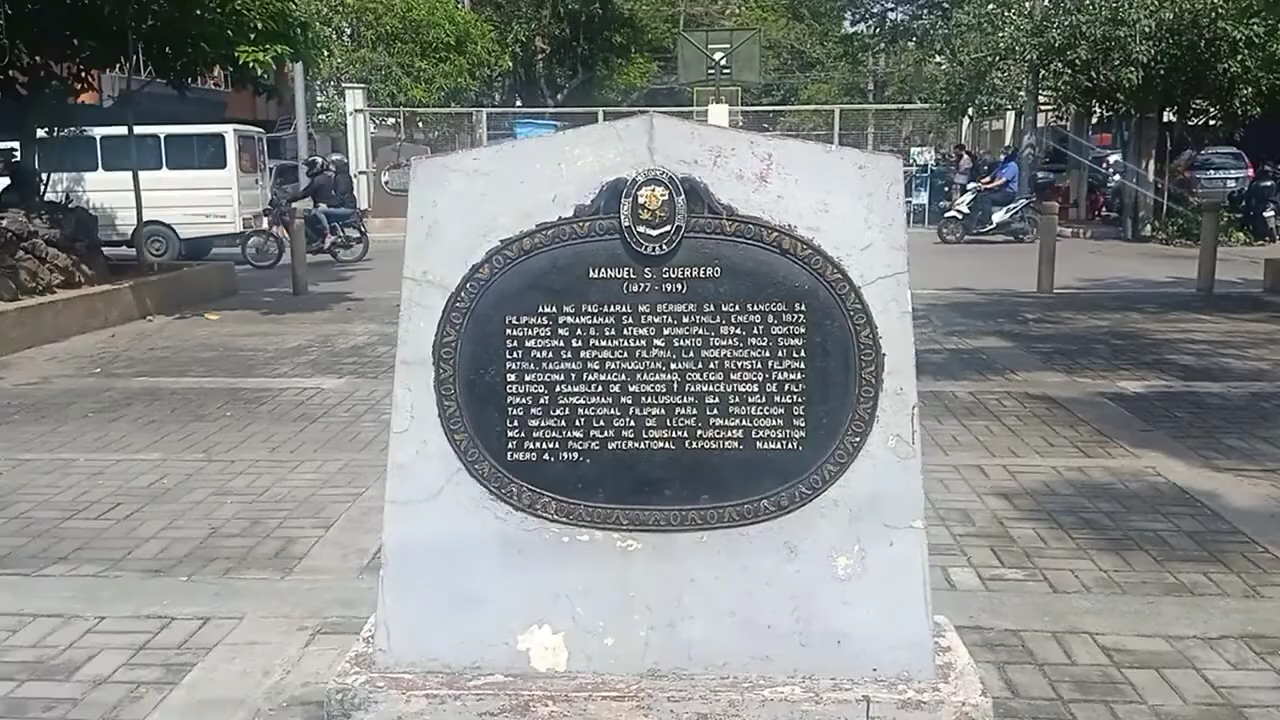 1964
MANUEL S. GUERRERO
(1877 - 1919)
AMA NG PAG-AARAL NG BERIBERI SA MGA SANGGOL SA
PILIPINAS. IPINANGANAK SA ERMITA, MAYNILA, ENERO 8, 1877.
NAGTAPOS NG A. B. SA ATENEO MUNICIPAL, 1894, AT DOKTOR
SA MEDISINA SA PAMANTASAN NG SANTO TOMAS, 1902. SUMU-
LAT PARA SA REPUBLICA FILIPINA, LA INDEPENDENCIA AT LA
PATRIA. KAGAWAD NG PATNUGUTAN, MANILA AT REVISTA FILIPINA
DE MEDICINA Y FARMACIA. KAGAWAD, COLEGIO MEDICO-FARMA-
CEUTICO, ASAMBLEA DE MEDICOS Y FARMACEUTICOS DE FILI-
PINAS AT SANGGUNIAN NG KALUSUGAN. ISA SA MGA NAGTA-
TAG NG LIGA NACIONAL FILIPINA PARA LA PROTECCION DE
LA INFANCIA AT LA GOTA DE LECHE. PINAGKALOOBAN NG
MGA MEDALYANG PILAK NG LOUISIANA PURCHASE EXPOSITION
AT PANAMA PACIFIC INTERNATIONAL EXPOSITION. NAMATAY,
ENERO 4, 1919.